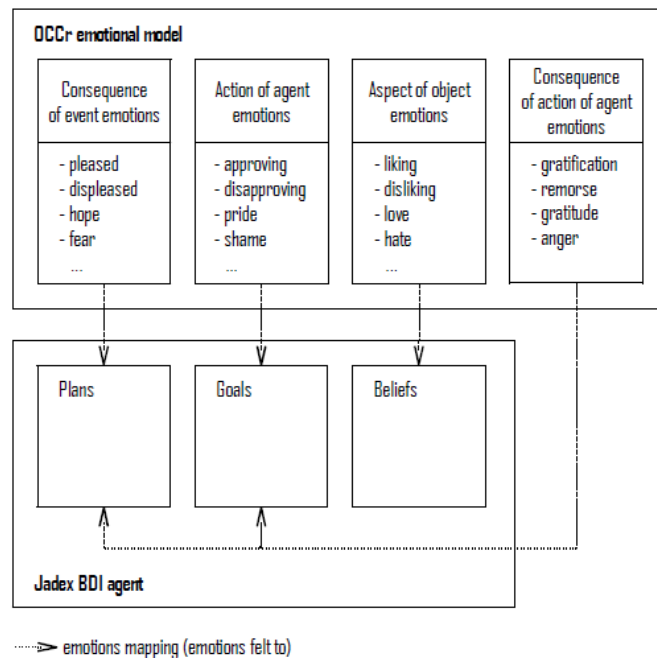 OCCr emotional model
Consequence
of event emotions
- pleased
- displeased
- hope
- fear
...
Action of agent
emotions
- approving
- disapproving
- pride
- shame
...
Aspect of object
emotions
- liking
- disliking
- love
- hate
...
Consequence
of action of agent
emotions
- gratification
- remorse
- gratitude
- anger
Plans
Goals
Beliefs
Jadex BDI agent
emotions mapping (emotions felt to)